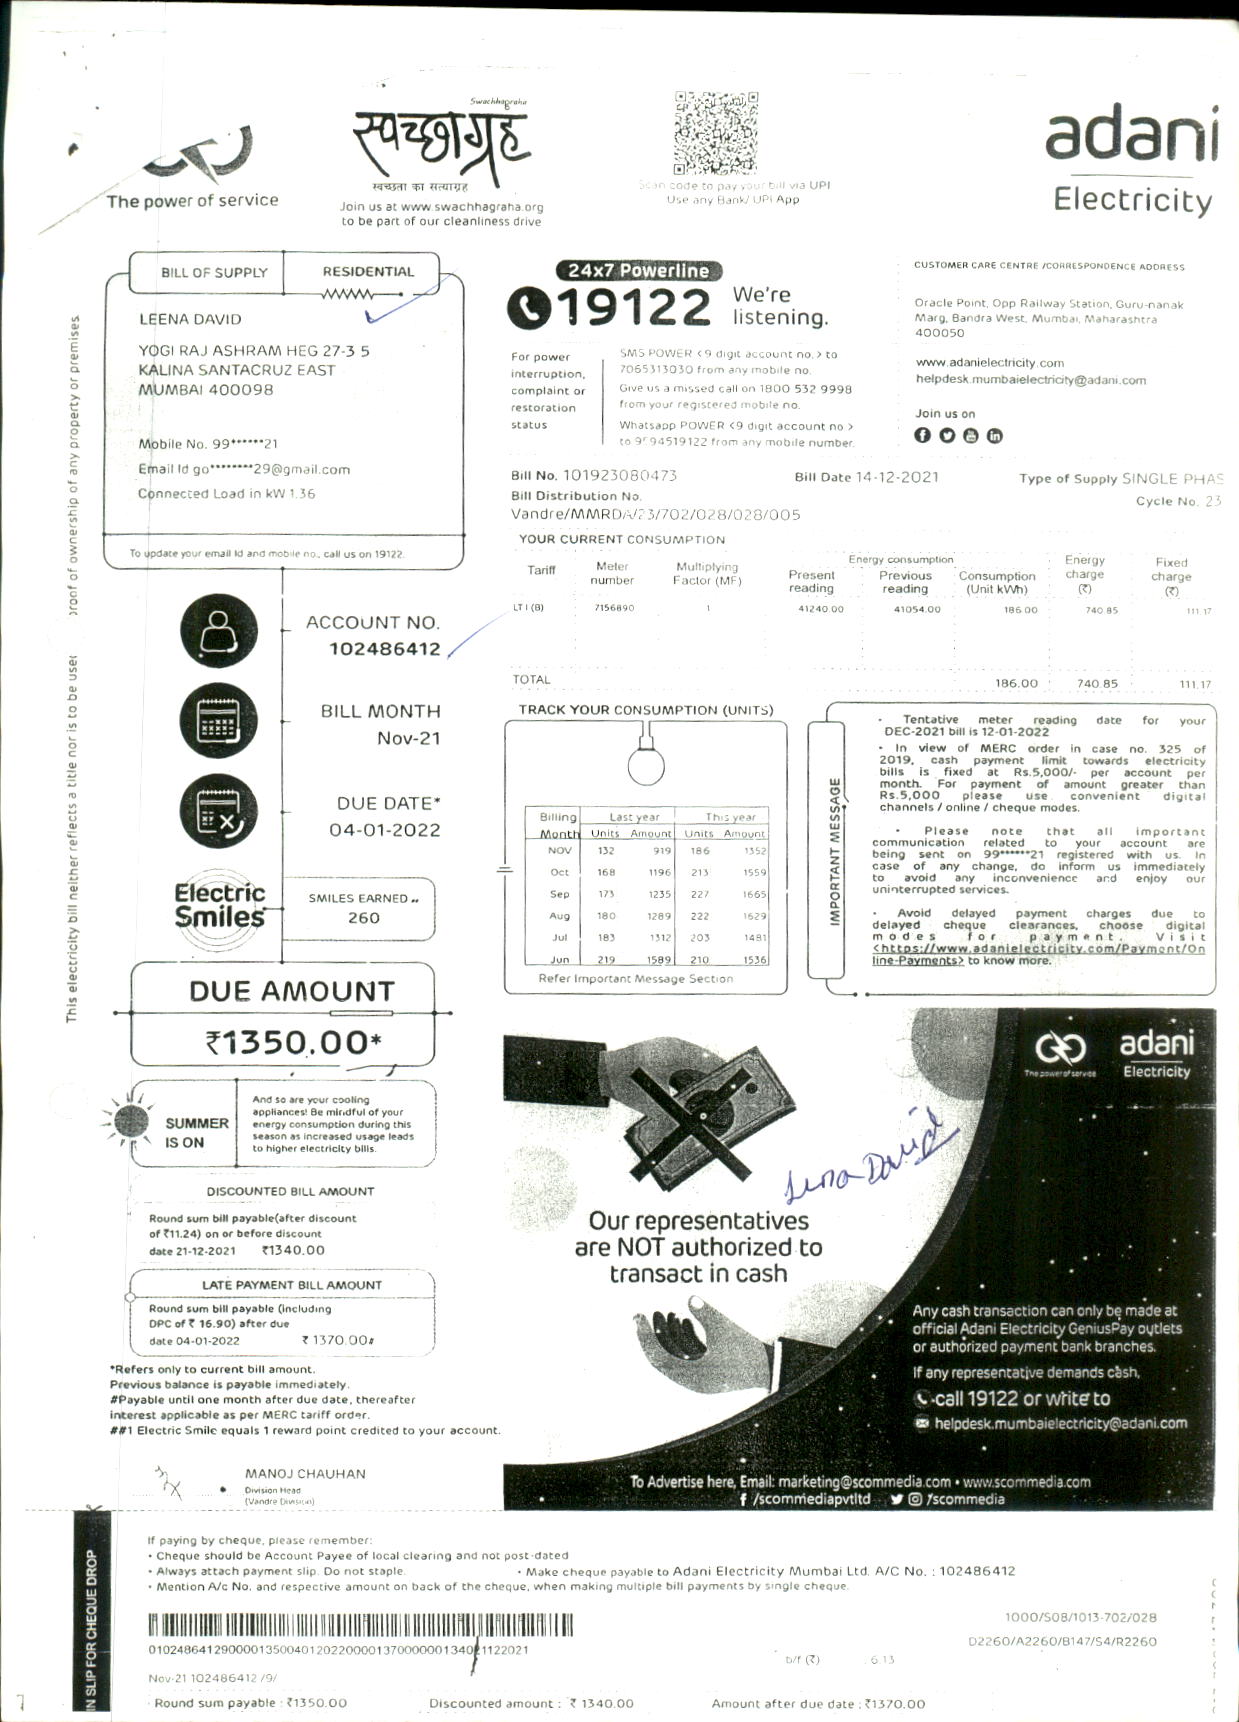 The power of service
Swachhagraha
स्वच्छाग्रह
स्वच्छता का सत्याग्रह
Join us at www.swachhagraha.org
to be part of our cleanliness drive
Scan code to pay your bill via UPI
Use any Bank/ UPI App
adani
Electricity
BILL OF SUPPLY RESIDENTIAL
LEENA DAVID
YOGI RAJ ASHRAM HEG 27-3 5
KALINA SANTACRUZ EAST
MUMBAI 400098
Mobile No. 99******21
Email Id go********29@gmail.com
Connected Load in kW 1.36
To update your email Id and mobile no., call us on 19122.
24x7 Powerline
19122 We're
listening.
For power
interruption,
complaint or
restoration
status
SMS POWER <9 digit account no.> to
7065313030 from any mobile no.
Give us a missed call on 1800 532 9998
from your registered mobile no.
Whatsapp POWER <9 digit account no >
to 9594519122 from any mobile number.
CUSTOMER CARE CENTRE /CORRESPONDENCE ADDRESS
Oracle Point, Opp Railway Station, Guru-nanak
Marg, Bandra West, Mumbai, Maharashtra
400050
www.adanielectricity.com
helpdesk.mumbaielectricity@adani.com
Join us on
Bill No. 101923080473 Bill Date 14-12-2021 Type of Supply SINGLE PHAS
Bill Distribution No. Cycle No. 23
Vandre/MMRDA/23/702/028/028/005
YOUR CURRENT CONSUMPTION
Tariff Meter number Multiplying Factor (MF) Energy consumption Present reading Previous reading Consumption (Unit kWh) Energy charge (₹) Fixed charge (₹)
LT I (B) 7156890 1 41240.00 41054.00 186.00 740.85 111.17
TOTAL 186.00 740.85 111.17
This electricity bill neither reflects a title nor is to be used proof of ownership of any property or premises.
ACCOUNT NO.
102486412
BILL MONTH
Nov-21
DUE DATE*
04-01-2022
Electric
Smiles
SMILES EARNED
260
DUE AMOUNT
₹1350.00*
TRACK YOUR CONSUMPTION (UNITS)
Billing Last year This year
Month Units Amount Units Amount
NOV 132 919 186 1352
Oct 168 1196 213 1559
Sep 173 1235 227 1665
Aug 180 1289 222 1629
Jul 183 1312 203 1481
Jun 219 1589 210 1536
Refer Important Message Section
IMPORTANT MESSAGE
• Tentative meter reading date for your
DEC-2021 bill is 12-01-2022
• In view of MERC order in case no. 325 of
2019, cash payment limit towards electricity
bills is fixed at Rs.5,000/- per account per
month. For payment of amount greater than
Rs.5,000 please use convenient digital
channels / online / cheque modes.
• Please note that all important
communication related to your account are
being sent on 99******21 registered with us. In
case of any change, do inform us immediately
to avoid any inconvenience and enjoy our
uninterrupted services.
• Avoid delayed payment charges due to
delayed cheque clearances, choose digital
modes for payment. Visit
<https://www.adanielectricity.com/Payment/On
line-Payments> to know more.
SUMMER
IS ON
And so are your cooling
appliances! Be mindful of your
energy consumption during this
season as increased usage leads
to higher electricity bills.
DISCOUNTED BILL AMOUNT
Round sum bill payable(after discount
of ₹11.24) on or before discount
date 21-12-2021 ₹1340.00
LATE PAYMENT BILL AMOUNT
Round sum bill payable (including
DPC of ₹ 16.90) after due
date 04-01-2022 ₹ 1370.00#
*Refers only to current bill amount.
Previous balance is payable immediately.
#Payable until one month after due date, thereafter
interest applicable as per MERC tariff order.
##1 Electric Smile equals 1 reward point credited to your account.
MANOJ CHAUHAN
Division Head
(Vandre Division)
The power of service
adani
Electricity
Leena David
Our representatives
are NOT authorized to
transact in cash
Any cash transaction can only be made at
official Adani Electricity GeniusPay outlets
or authorized payment bank branches.
If any representative demands cash,
call 19122 or write to
helpdesk.mumbaielectricity@adani.com
To Advertise here, Email: marketing@scommedia.com • www.scommedia.com
/scommediapvtltd /scommedia
IN SLIP FOR CHEQUE DROP
If paying by cheque, please remember:
• Cheque should be Account Payee of local clearing and not post-dated
• Always attach payment slip. Do not staple. • Make cheque payable to Adani Electricity Mumbai Ltd. A/C No. : 102486412
• Mention A/c No. and respective amount on back of the cheque, when making multiple bill payments by single cheque.
1000/S08/1013-702/028
D2260/A2260/B147/S4/R2260
b/f (₹) 6.13
Nov-21 102486412 /9/
Round sum payable : ₹1350.00 Discounted amount : ₹ 1340.00 Amount after due date : ₹1370.00